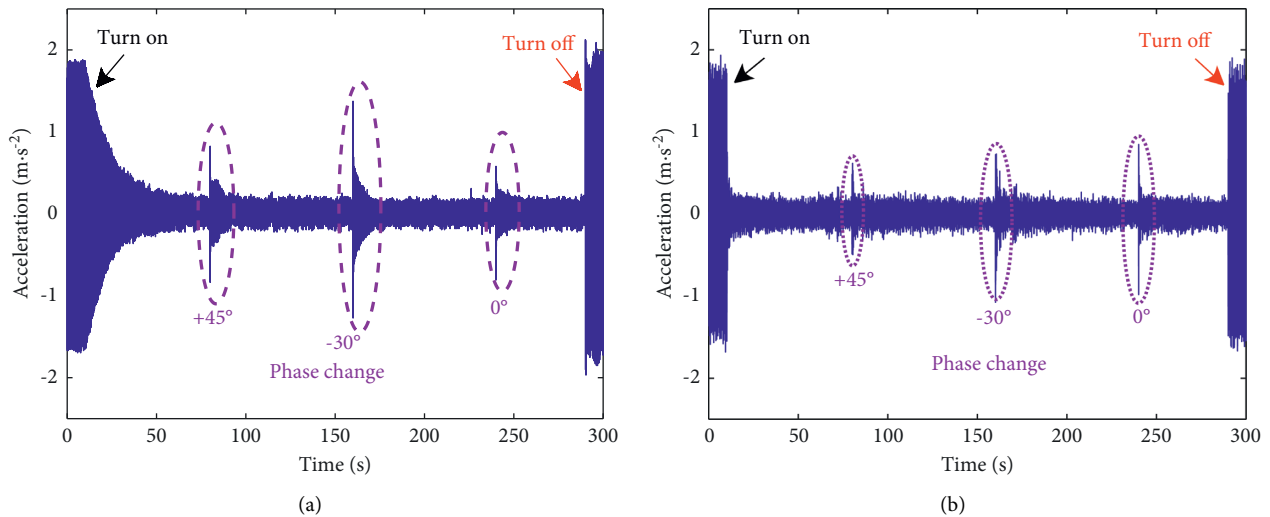 Turn on
Turn off
+45°
-30°
0°
Phase change
2
1
0
-1
-2
Acceleration (m·s⁻²)
0
50
100
150
200
250
300
Time (s)
(a)
Turn on
Turn off
+45°
-30°
0°
Phase change
2
1
0
-1
-2
Acceleration (m·s⁻²)
0
50
100
150
200
250
300
Time (s)
(b)